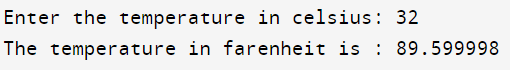 Enter the temperature in celsius: 32
The temperature in farenheit is : 89.599998